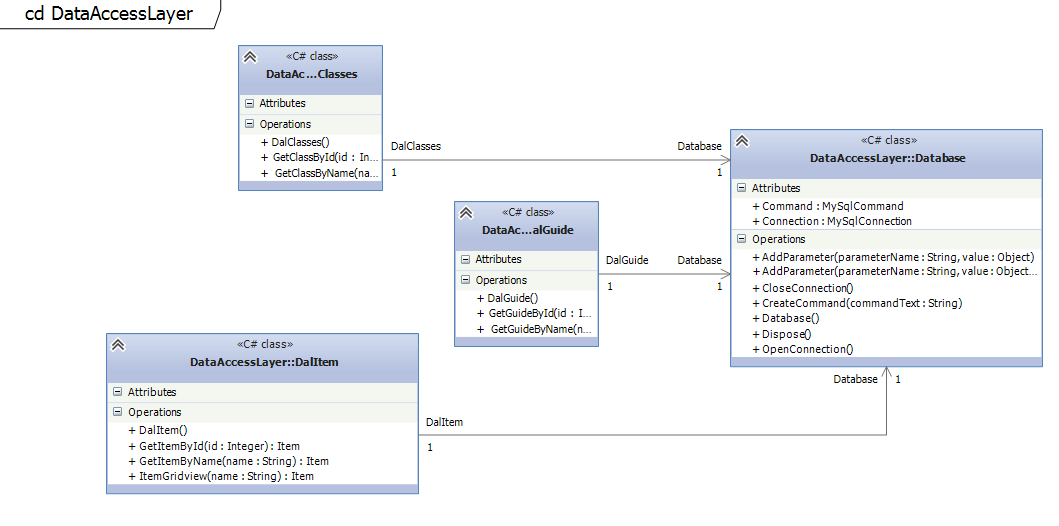 cd DataAccessLayer
«C# class»
DataAc...Classes
Attributes
Operations
+ DalClasses()
+ GetClassById(id : In...
+ GetClassByName(na...
DalClasses
1
Database
1
«C# class»
DataAccessLayer::Database
Attributes
+ Command : MySqlCommand
+ Connection : MySqlConnection
Operations
+ AddParameter(parameterName : String, value : Object)
+ AddParameter(parameterName : String, value : Object...
+ CloseConnection()
+ CreateCommand(commandText : String)
+ Database()
+ Dispose()
+ OpenConnection()
«C# class»
DataAc...alGuide
Attributes
Operations
+ DalGuide()
+ GetGuideById(id : I...
+ GetGuideByName(n...
DalGuide
1
Database
1
«C# class»
DataAccessLayer::DalItem
Attributes
Operations
+ DalItem()
+ GetItemById(id : Integer) : Item
+ GetItemByName(name : String) : Item
+ ItemGridview(name : String) : Item
DalItem
1
Database
1